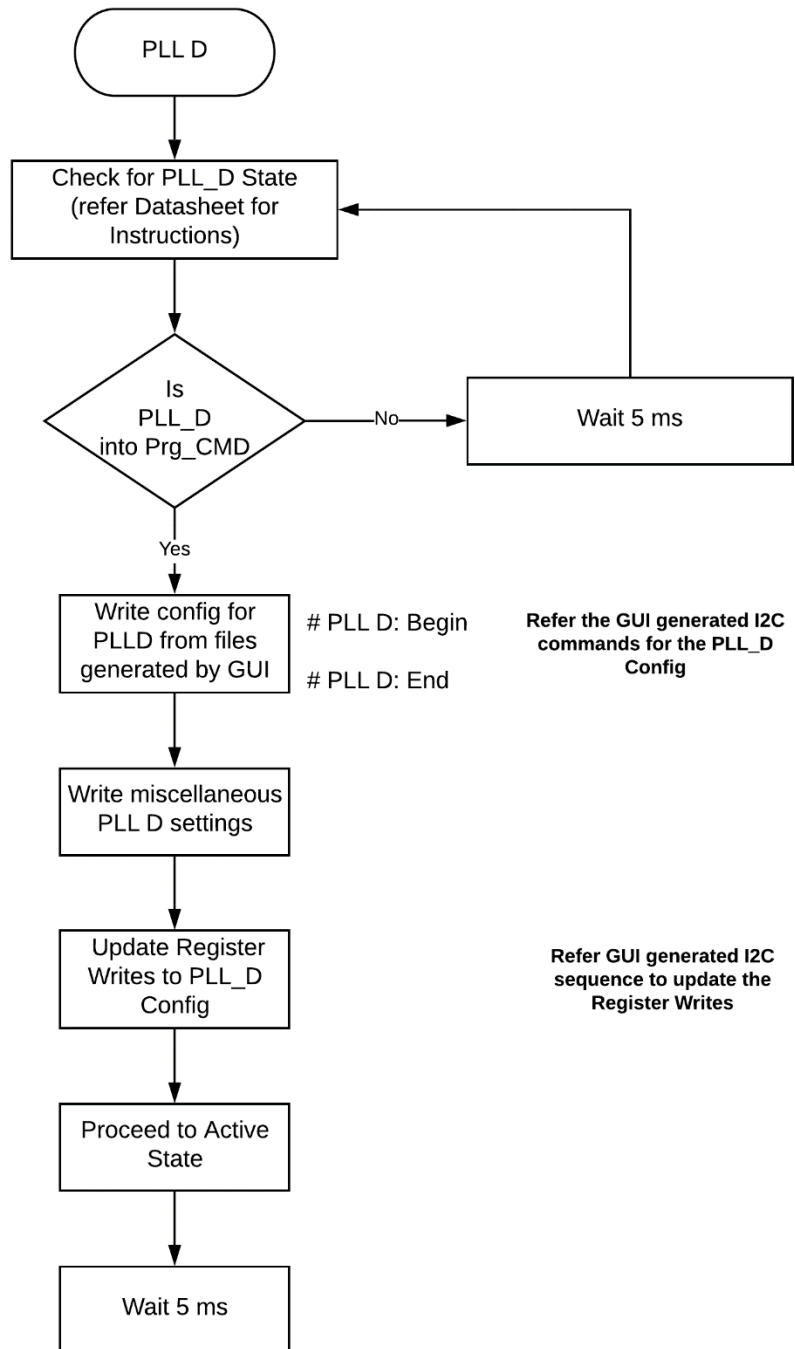 PLL D
Check for PLL_D State
(refer Datasheet for
Instructions)
Is
PLL_D
into Prg_CMD
No
Wait 5 ms
Yes
Write config for
PLLD from files
generated by GUI
# PLL D: Begin
# PLL D: End
Refer the GUI generated I2C
commands for the PLL_D
Config
Write miscellaneous
PLL D settings
Update Register
Writes to PLL_D
Config
Refer GUI generated I2C
sequence to update the
Register Writes
Proceed to Active
State
Wait 5 ms